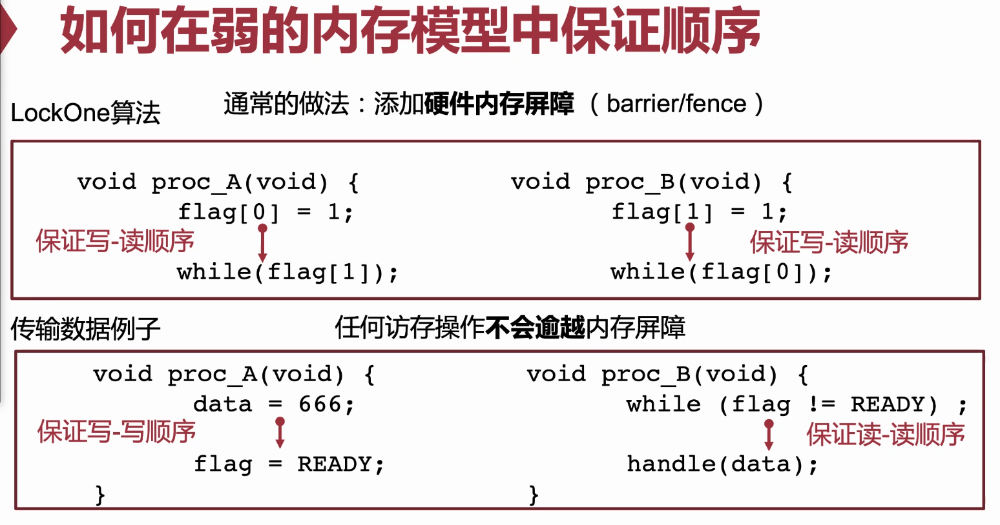 如何在弱的内存模型中保证顺序
LockOne算法
通常的做法：添加硬件内存屏障（barrier/fence）
void proc_A(void) {
flag[0] = 1;
保证写-读顺序
while(flag[1]);
void proc_B(void) {
flag[1] = 1;
保证写-读顺序
while(flag[0]);
传输数据例子
任何访存操作不会逾越内存屏障
void proc_A(void) {
data = 666;
保证写-写顺序
flag = READY;
}
void proc_B(void) {
while (flag != READY) ;
保证读-读顺序
handle(data);
}